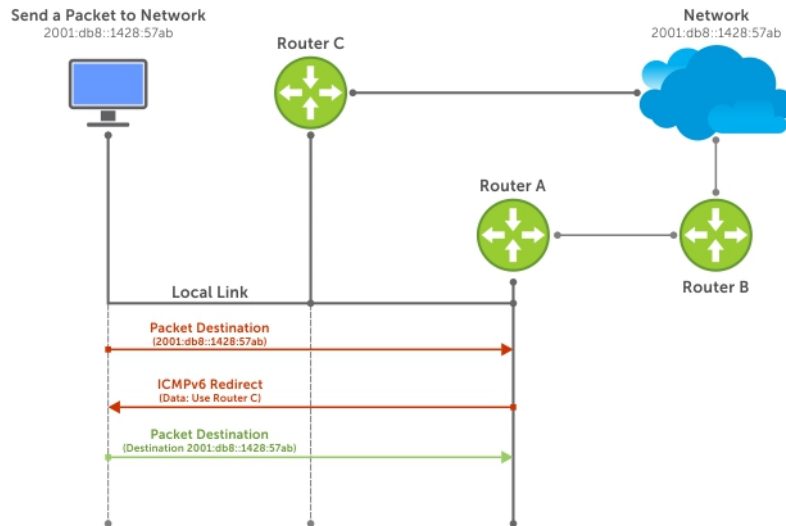 Send a Packet to Network
2001:db8::1428:57ab
Router C
Network
2001:db8::1428:57ab
Router A
Router B
Local Link
Packet Destination
(2001:db8::1428:57ab)
ICMPv6 Redirect
(Data: Use Router C)
Packet Destination
(Destination 2001:db8::1428:57ab)